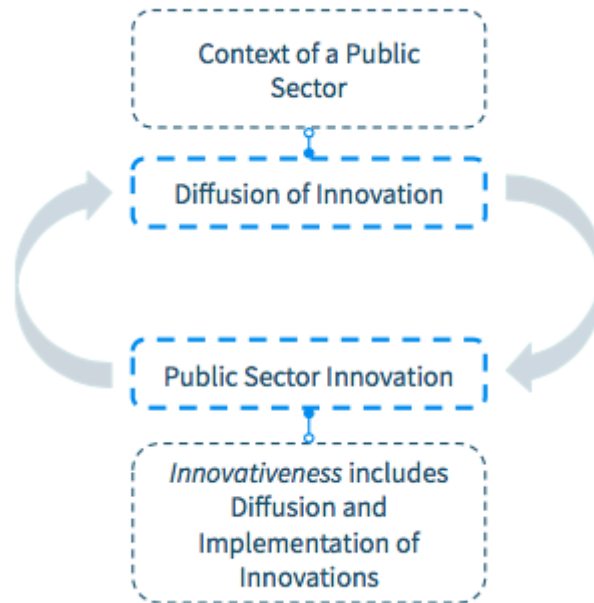 Context of a Public
Sector
Diffusion of Innovation
Public Sector Innovation
Innovativeness includes
Diffusion and
Implementation of
Innovations